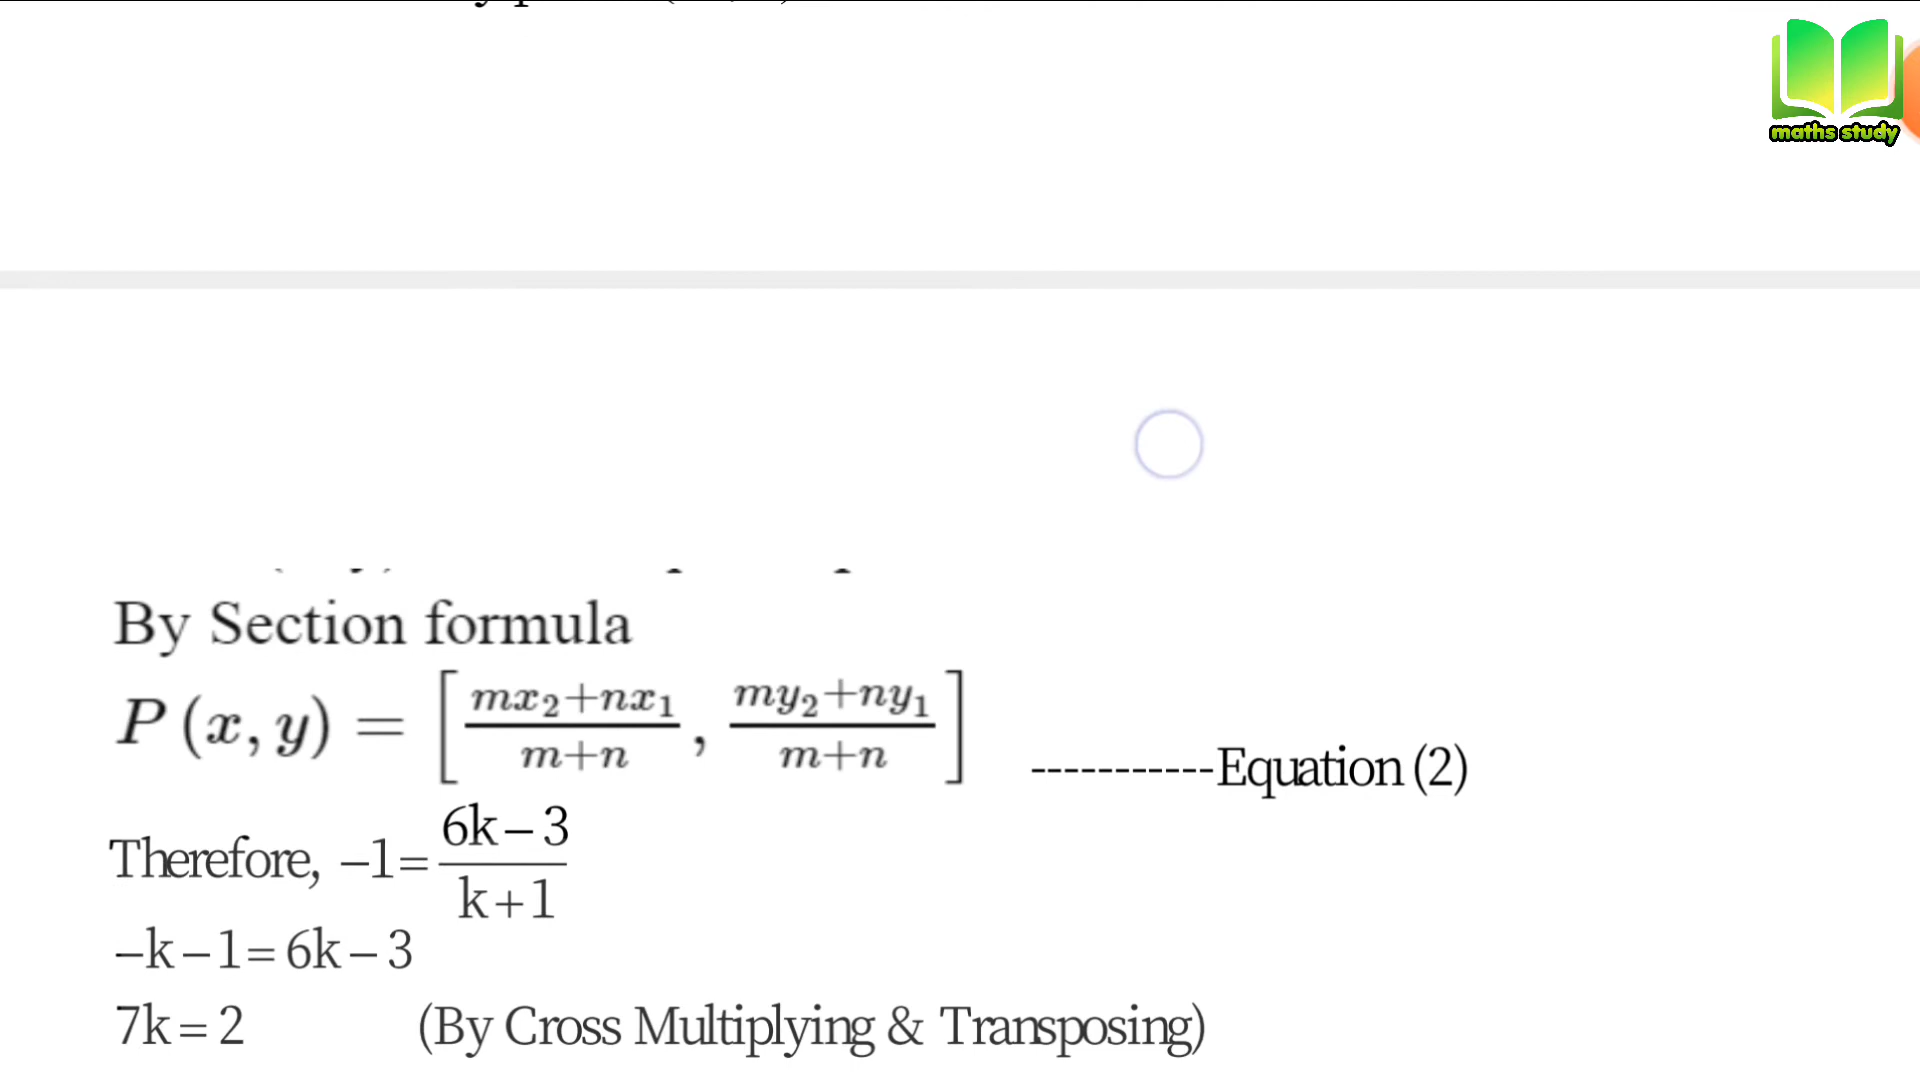 maths study
By Section formula
P (x, y) = [ mx₂+nx₁ / m+n , my₂+ny₁ / m+n ] -----------Equation (2)
Therefore, –1= 6k – 3 / k + 1
–k – 1 = 6k – 3
7k = 2 (By Cross Multiplying & Transposing)